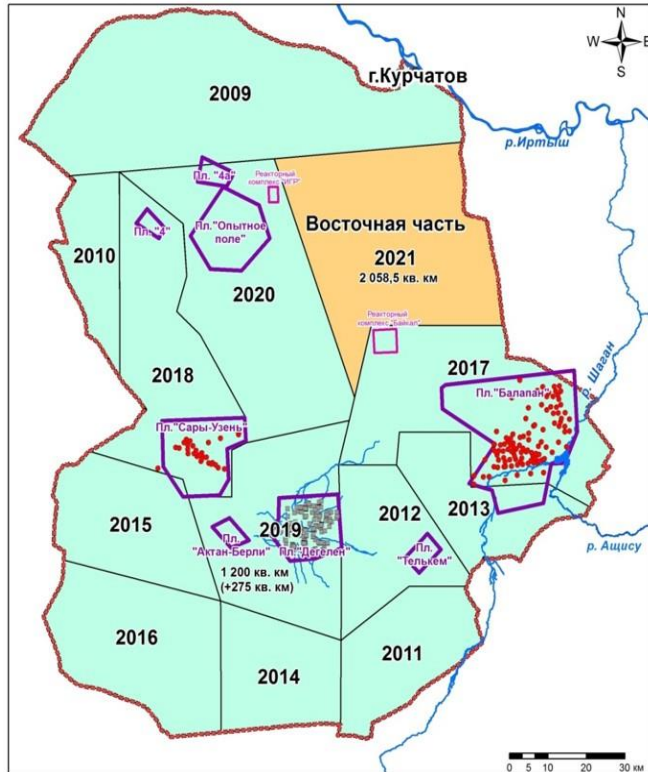 N
W E
S
г.Курчатов
2009
р.Иртыш
Пл. "4а"
Реакторный
комплекс "ИГР"
Пл. "4"
Пл."Опытное
поле"
Восточная часть
2021
2 058,5 кв. км
2010
2020
Реакторный
комплекс "Байкал"
2017
2018
р. Шаган
Пл."Балапан"
Пл."Сары-Узень"
2015
2019
2012
2013
Пл.
"Актан-Берли"
Пл."Дегелен"
Пл.
"Телькем"
р. Ащису
1 200 кв. км
(+275 кв. км)
2016
2014
2011
0 5 10 20 30 км